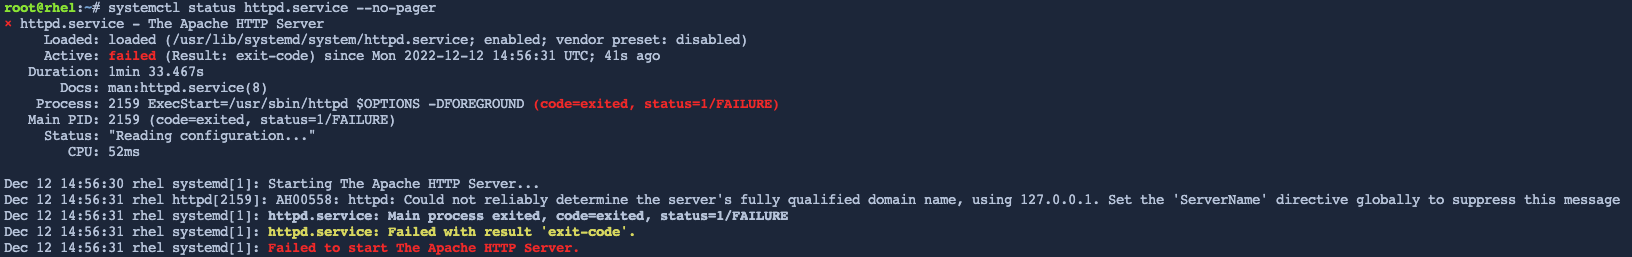 root@rhel:~# systemctl status httpd.service --no-pager
× httpd.service - The Apache HTTP Server
Loaded: loaded (/usr/lib/systemd/system/httpd.service; enabled; vendor preset: disabled)
Active: failed (Result: exit-code) since Mon 2022-12-12 14:56:31 UTC; 41s ago
Duration: 1min 33.467s
Docs: man:httpd.service(8)
Process: 2159 ExecStart=/usr/sbin/httpd $OPTIONS -DFOREGROUND (code=exited, status=1/FAILURE)
Main PID: 2159 (code=exited, status=1/FAILURE)
Status: "Reading configuration..."
CPU: 52ms
Dec 12 14:56:30 rhel systemd[1]: Starting The Apache HTTP Server...
Dec 12 14:56:31 rhel httpd[2159]: AH00558: httpd: Could not reliably determine the server's fully qualified domain name, using 127.0.0.1. Set the 'ServerName' directive globally to suppress this message
Dec 12 14:56:31 rhel systemd[1]: httpd.service: Main process exited, code=exited, status=1/FAILURE
Dec 12 14:56:31 rhel systemd[1]: httpd.service: Failed with result 'exit-code'.
Dec 12 14:56:31 rhel systemd[1]: Failed to start The Apache HTTP Server.